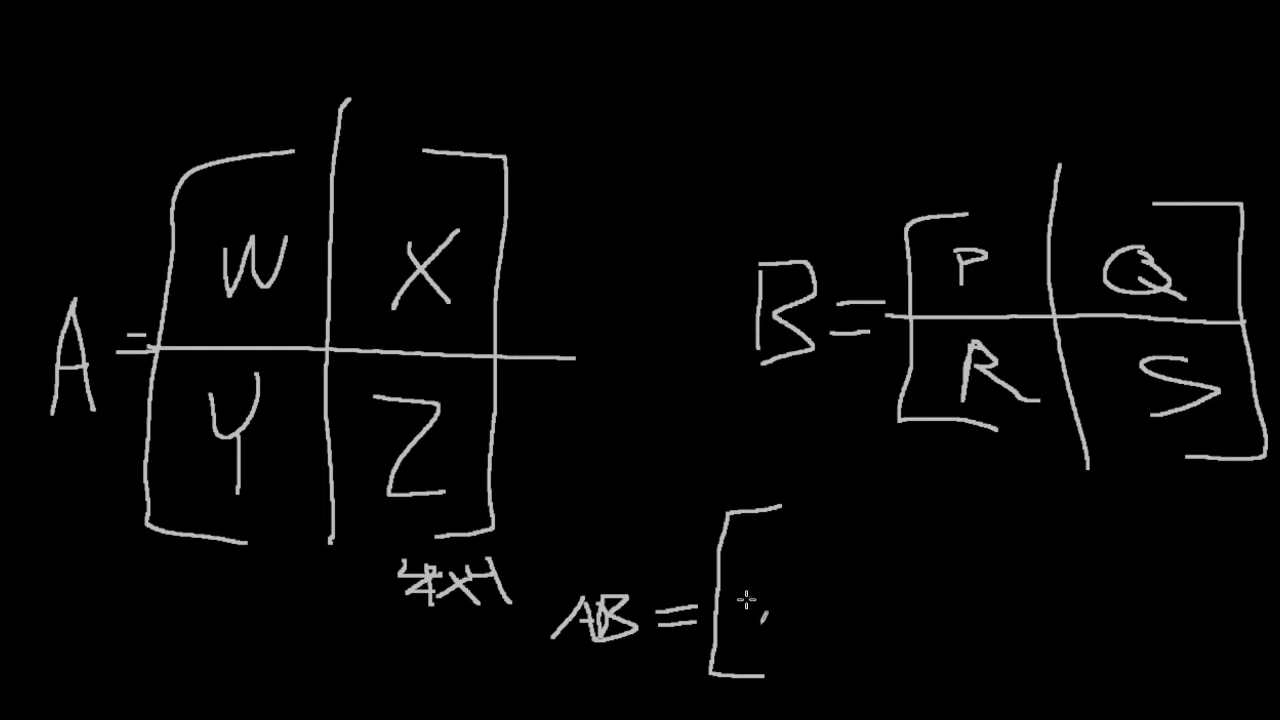 A = [ W | X ] B = [ P | Q ]
[ Y | Z ] [ R | S ]
4x4
AB = [